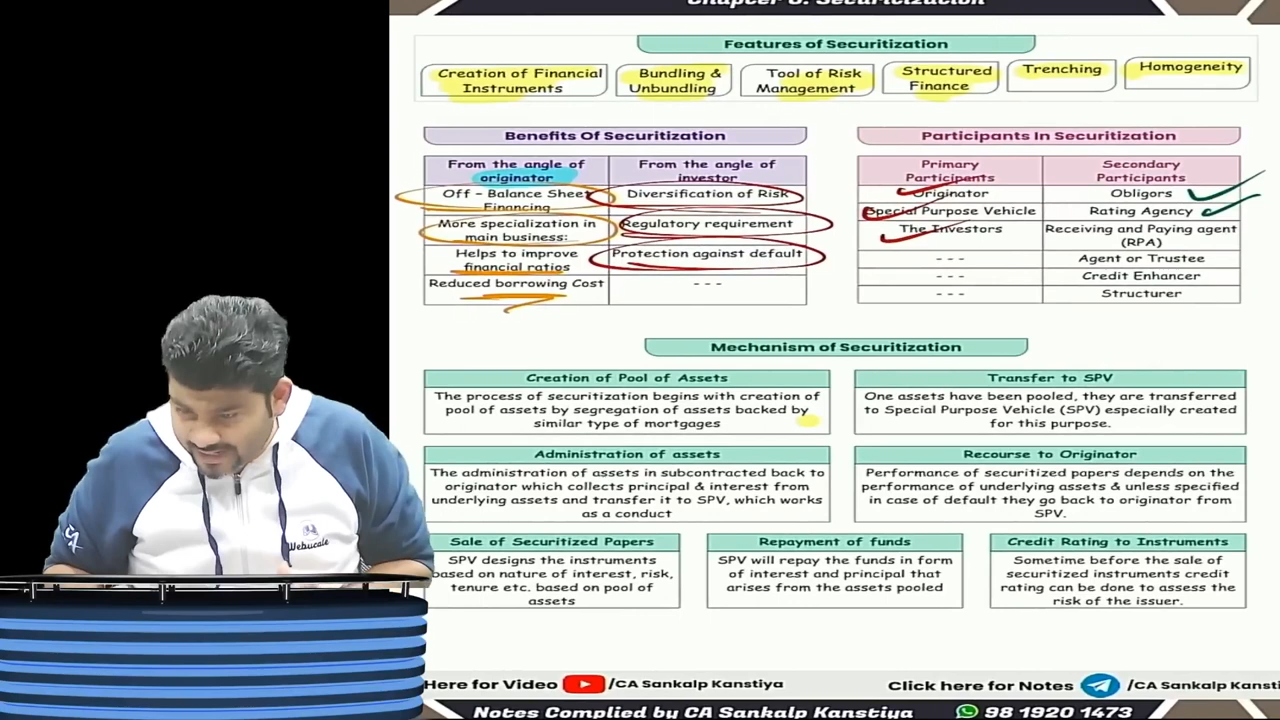 Chapter 6: Securitization
Features of Securitization
Creation of Financial
Instruments
Bundling &
Unbundling
Tool of Risk
Management
Structured
Finance
Trenching
Homogeneity
Benefits Of Securitization
From the angle of
originator
From the angle of
investor
Off - Balance Sheet
Financing
Diversification of Risk
More specialization in
main business:
Regulatory requirement
Helps to improve
financial ratios
Protection against default
Reduced borrowing Cost
---
Participants In Securitization
Primary
Participants
Secondary
Participants
Originator
Obligors
Special Purpose Vehicle
Rating Agency
The Investors
Receiving and Paying agent
(RPA)
---
Agent or Trustee
---
Credit Enhancer
---
Structurer
Mechanism of Securitization
Creation of Pool of Assets
The process of securitization begins with creation of
pool of assets by segregation of assets backed by
similar type of mortgages
Transfer to SPV
One assets have been pooled, they are transferred
to Special Purpose Vehicle (SPV) especially created
for this purpose.
Administration of assets
The administration of assets in subcontracted back to
originator which collects principal & interest from
underlying assets and transfer it to SPV, which works
as a conduct
Recourse to Originator
Performance of securitized papers depends on the
performance of underlying assets & unless specified
in case of default they go back to originator from
SPV.
Sale of Securitized Papers
SPV designs the instruments
based on nature of interest, risk,
tenure etc. based on pool of
assets
Repayment of funds
SPV will repay the funds in form
of interest and principal that
arises from the assets pooled
Credit Rating to Instruments
Sometime before the sale of
securitized instruments credit
rating can be done to assess the
risk of the issuer.
Webucate
Here for Video /CA Sankalp Kanstiya
Click here for Notes /CA Sankalp Kanstiya
Notes Compiled by CA Sankalp Kanstiya 98 1920 1473